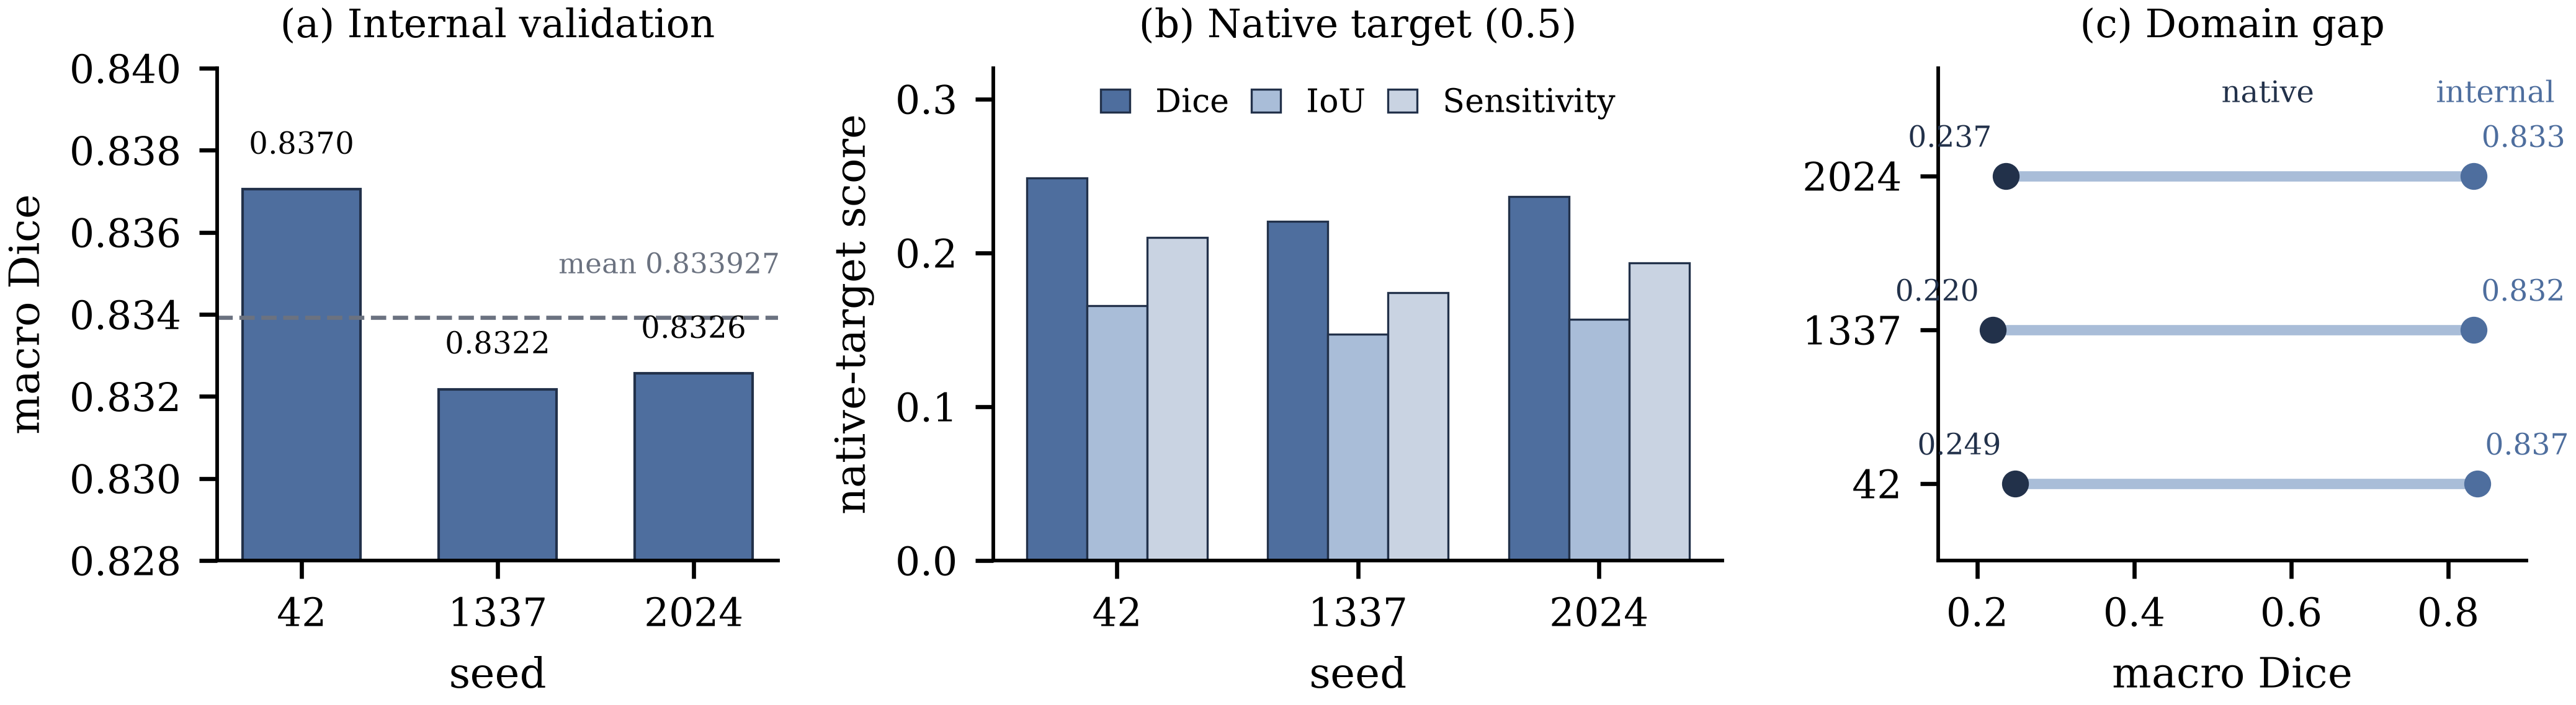 (a) Internal validation
macro Dice
0.840
0.838
0.836
0.834
0.832
0.830
0.828
0.8370
mean 0.833927
0.8322
0.8326
42 1337 2024
seed
(b) Native target (0.5)
native-target score
0.3
0.2
0.1
0.0
Dice IoU Sensitivity
42 1337 2024
seed
(c) Domain gap
native internal
0.237 0.833
2024
0.220 0.832
1337
0.249 0.837
42
0.2 0.4 0.6 0.8
macro Dice